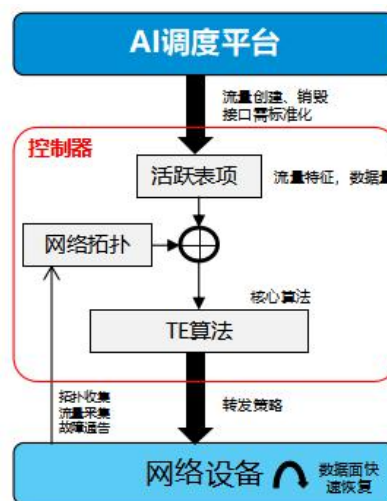 AI调度平台
流量创建、销毁
接口需标准化
控制器
活跃表项
流量特征，数据量
网络拓扑
核心算法
TE算法
拓扑收集
流量采集
故障通告
转发策略
网络设备
数据面快
速恢复